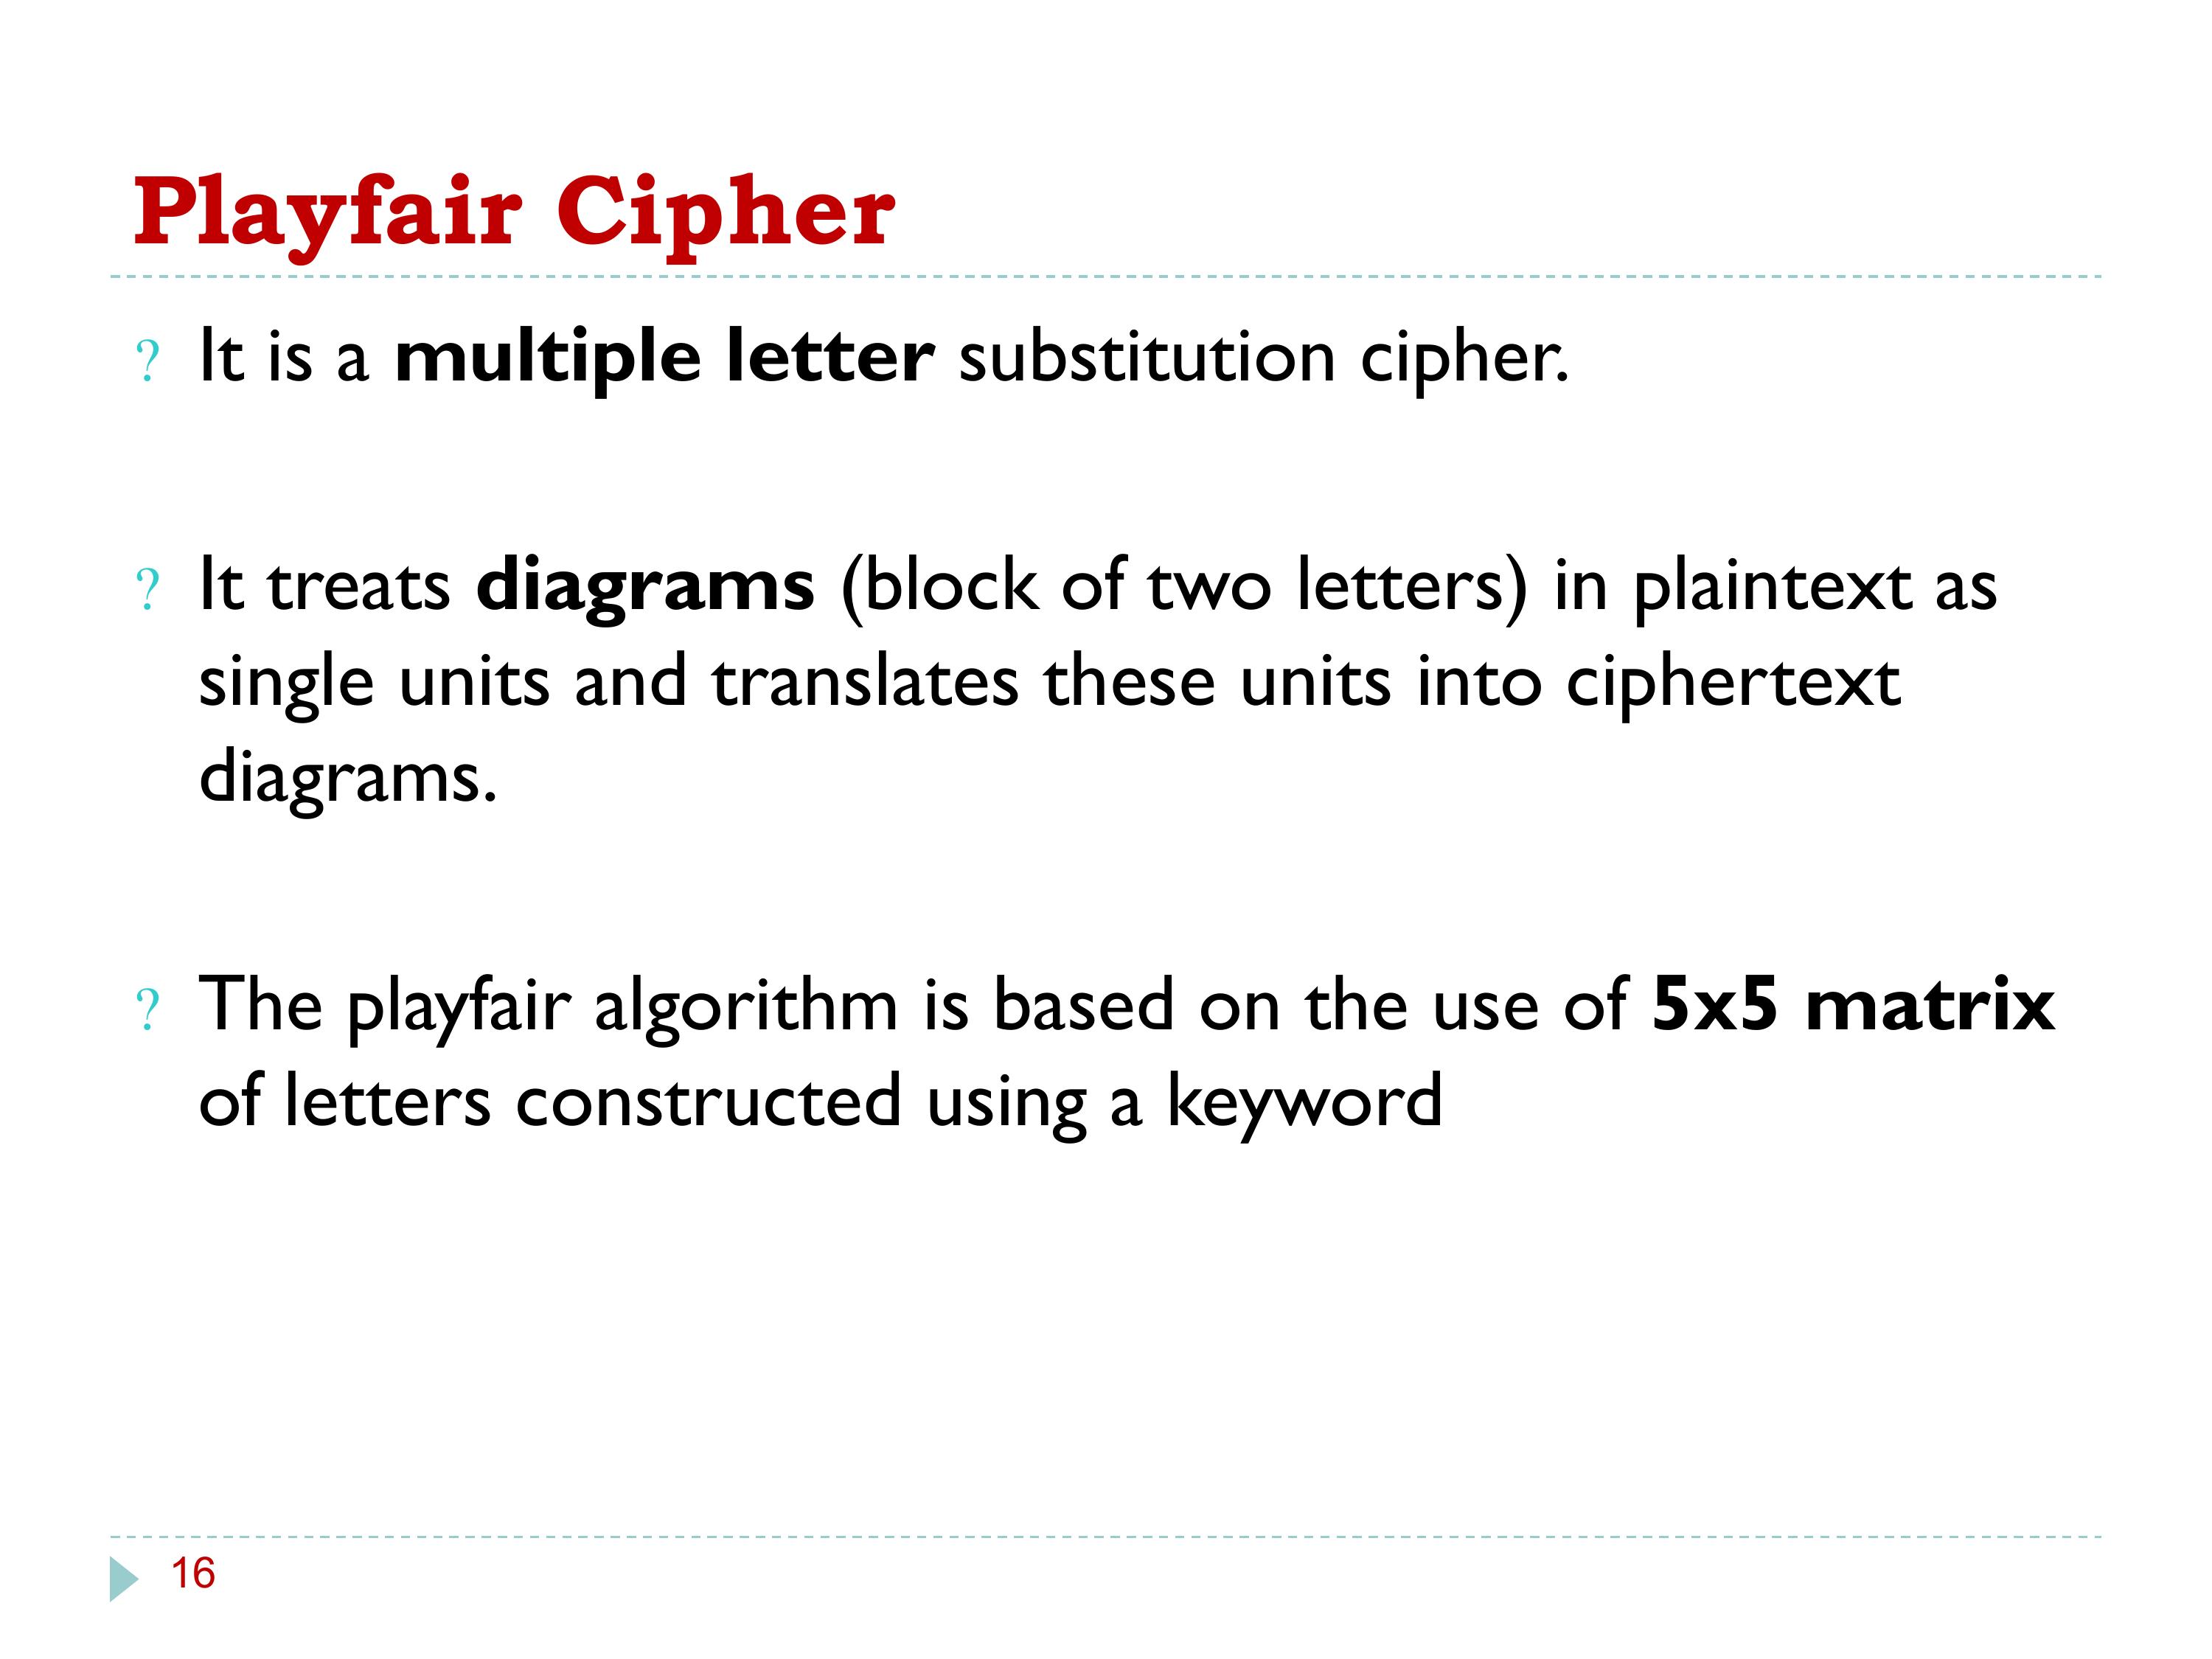 Playfair Cipher
? It is a multiple letter substitution cipher.
? It treats diagrams (block of two letters) in plaintext as
single units and translates these units into ciphertext
diagrams.
? The playfair algorithm is based on the use of 5x5 matrix
of letters constructed using a keyword
16